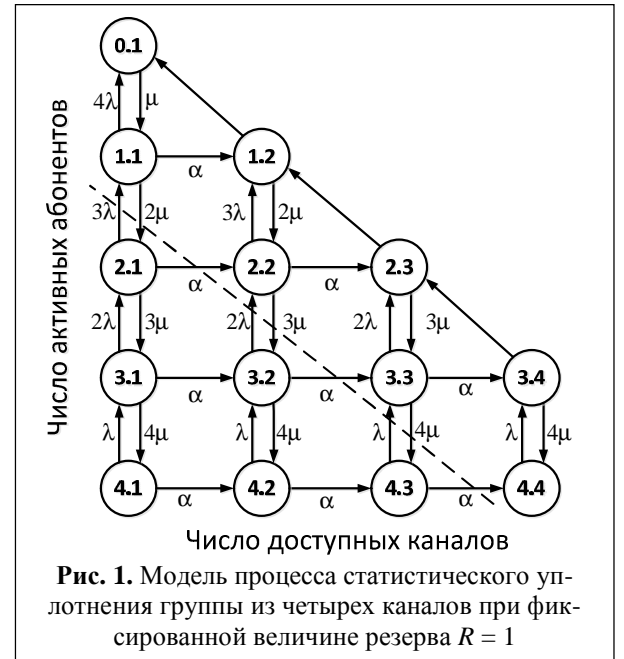 0.1
4λ μ
1.1 α 1.2
3λ 2μ 3λ 2μ
2.1 α 2.2 α 2.3
2λ 3μ 2λ 3μ 2λ 3μ
3.1 α 3.2 α 3.3 α 3.4
λ 4μ λ 4μ λ 4μ λ 4μ
4.1 α 4.2 α 4.3 α 4.4
Число активных абонентов
Число доступных каналов
Рис. 1. Модель процесса статистического уп-
лотнения группы из четырех каналов при фик-
сированной величине резерва R = 1